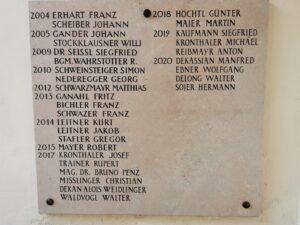 2004 ERHART FRANZ
SCHEIBER JOHANN
2005 GANDER JOHANN
STOCKKLAUSNER WILLI
2009 DR. SEISSL SIEGFRIED
BGM. WAHRSTÖTTER R.
2010 SCHWEINSTEIGER SIMON
NEDEREGGER GEORG
2012 SCHWARZMAYR MATTHIAS
2013 GANAHL FRITZ
BICHLER FRANZ
SCHWAZER FRANZ
2014 LEITNER KURT
LEITNER JAKOB
STAFLER GREGOR
2015 MAYER ROBERT
2017 KRONTHALER JOSEF
TRAINER RUPERT
MAG. DR. BRUNO PENZ
MISSLINGER CHRISTIAN
DEKAN ALOIS WEIDLINGER
WALDVOGL WALTER
2018 HÖCHTL GÜNTER
MAIER MARTIN
2019 KAUFMANN SIEGFRIED
KRONTHALER MICHAEL
REIBMAYR ANTON
2020 DEKASSIAN MANFRED
EBNER WOLFGANG
DELONG WALTER
SOJER HERMANN